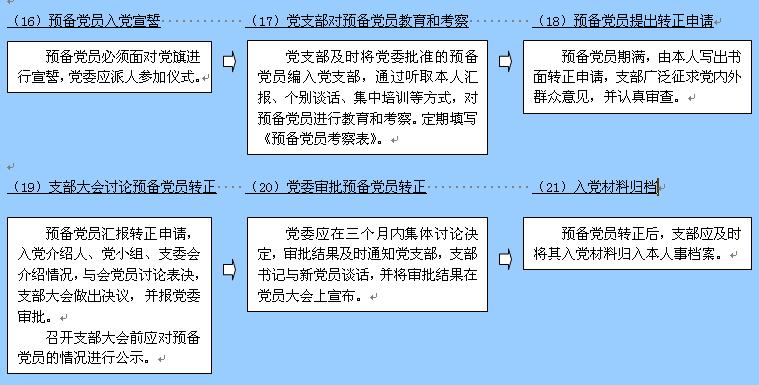 （16）预备党员入党宣誓
（17）党支部对预备党员教育和考察
（18）预备党员提出转正申请
预备党员必须面对党旗进
行宣誓，党委应派人参加仪式。
党支部及时将党委批准的预备
党员编入党支部，通过听取本人汇
报、个别谈话、集中培训等方式，对
预备党员进行教育和考察。定期填写
《预备党员考察表》。
预备党员期满，由本人写出书
面转正申请，支部广泛征求党内外
群众意见，并认真审查。
（19）支部大会讨论预备党员转正
（20）党委审批预备党员转正
（21）入党材料归档
预备党员汇报转正申请，
入党介绍人、党小组、支委会
介绍情况，与会党员讨论表决，
支部大会做出决议，并报党委
审批。
召开支部大会前应对预备
党员的情况进行公示。
党委应在三个月内集体讨论决
定，审批结果及时通知党支部，支部
书记与新党员谈话，并将审批结果在
党员大会上宣布。
预备党员转正后，支部应及时
将其入党材料归入本人事档案。